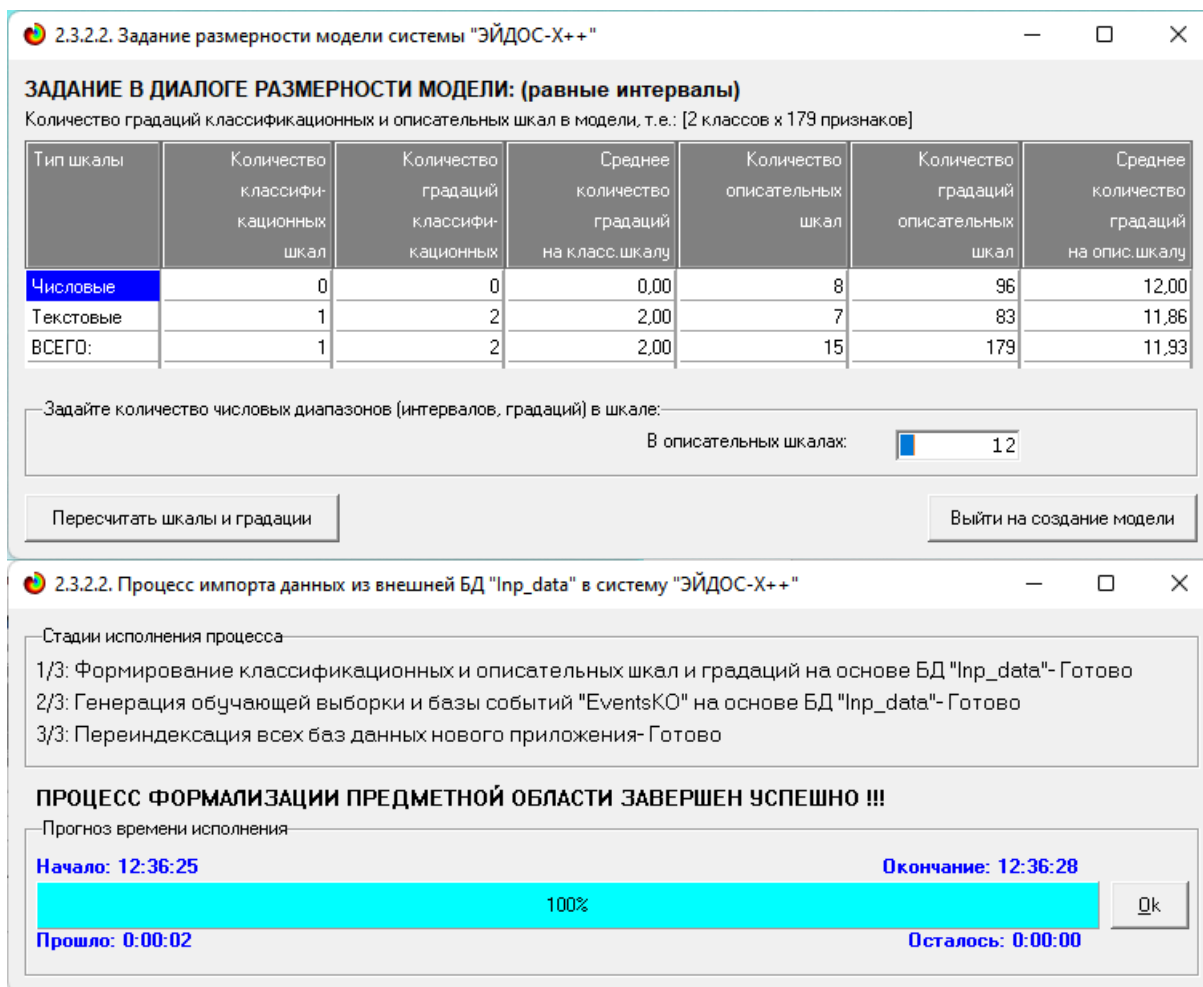 2.3.2.2. Задание размерности модели системы "ЭЙДОС-X++"
ЗАДАНИЕ В ДИАЛОГЕ РАЗМЕРНОСТИ МОДЕЛИ: (равные интервалы)
Количество градаций классификационных и описательных шкал в модели, т.е.: [2 классов x 179 признаков]
Тип шкалы Количество Количество Среднее Количество Количество Среднее
классифи- градаций количество описательных градаций количество
кационных классифи- градаций шкал описательных градаций
шкал кационных на класс.шкалу шкал на опис.шкалу
Числовые 0 0 0,00 8 96 12,00
Текстовые 1 2 2,00 7 83 11,86
ВСЕГО: 1 2 2,00 15 179 11,93
Задайте количество числовых диапазонов (интервалов, градаций) в шкале:
В описательных шкалах: 12
Пересчитать шкалы и градации Выйти на создание модели
2.3.2.2. Процесс импорта данных из внешней БД "Inp_data" в систему "ЭЙДОС-X++"
Стадии исполнения процесса
1/3: Формирование классификационных и описательных шкал и градаций на основе БД "Inp_data"- Готово
2/3: Генерация обучающей выборки и базы событий "EventsKO" на основе БД "Inp_data"- Готово
3/3: Переиндексация всех баз данных нового приложения- Готово
ПРОЦЕСС ФОРМАЛИЗАЦИИ ПРЕДМЕТНОЙ ОБЛАСТИ ЗАВЕРШЕН УСПЕШНО !!!
Прогноз времени исполнения
Начало: 12:36:25 Окончание: 12:36:28
100% Ok
Прошло: 0:00:02 Осталось: 0:00:00